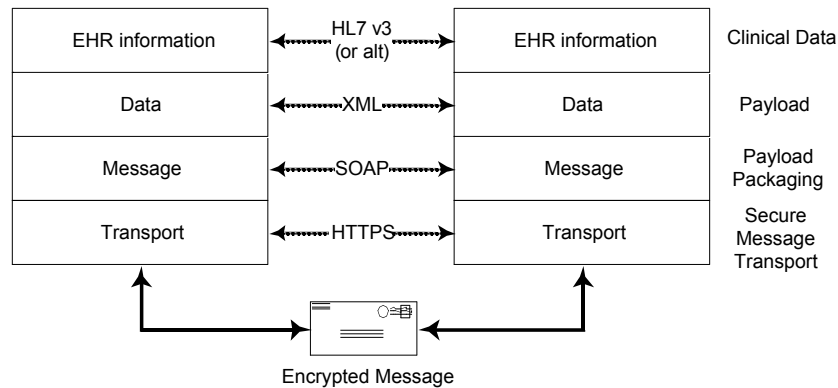 EHR information
HL7 v3
(or alt)
EHR information
Clinical Data
Data
XML
Data
Payload
Message
SOAP
Message
Payload
Packaging
Transport
HTTPS
Transport
Secure
Message
Transport
Encrypted Message